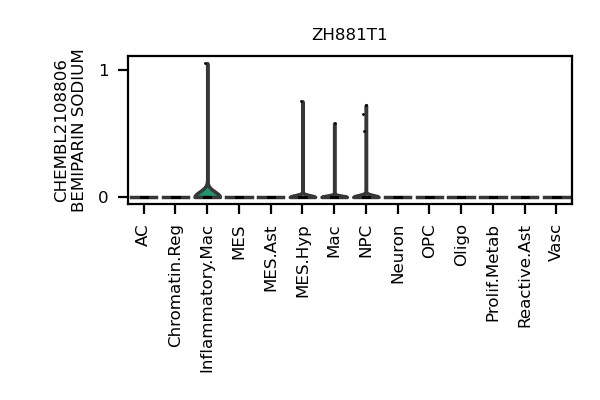 ZH881T1
CHEMBL2108806
BEMIPARIN SODIUM
1
0
AC
Chromatin.Reg
Inflammatory.Mac
MES
MES.Ast
MES.Hyp
Mac
NPC
Neuron
OPC
Oligo
Prolif.Metab
Reactive.Ast
Vasc